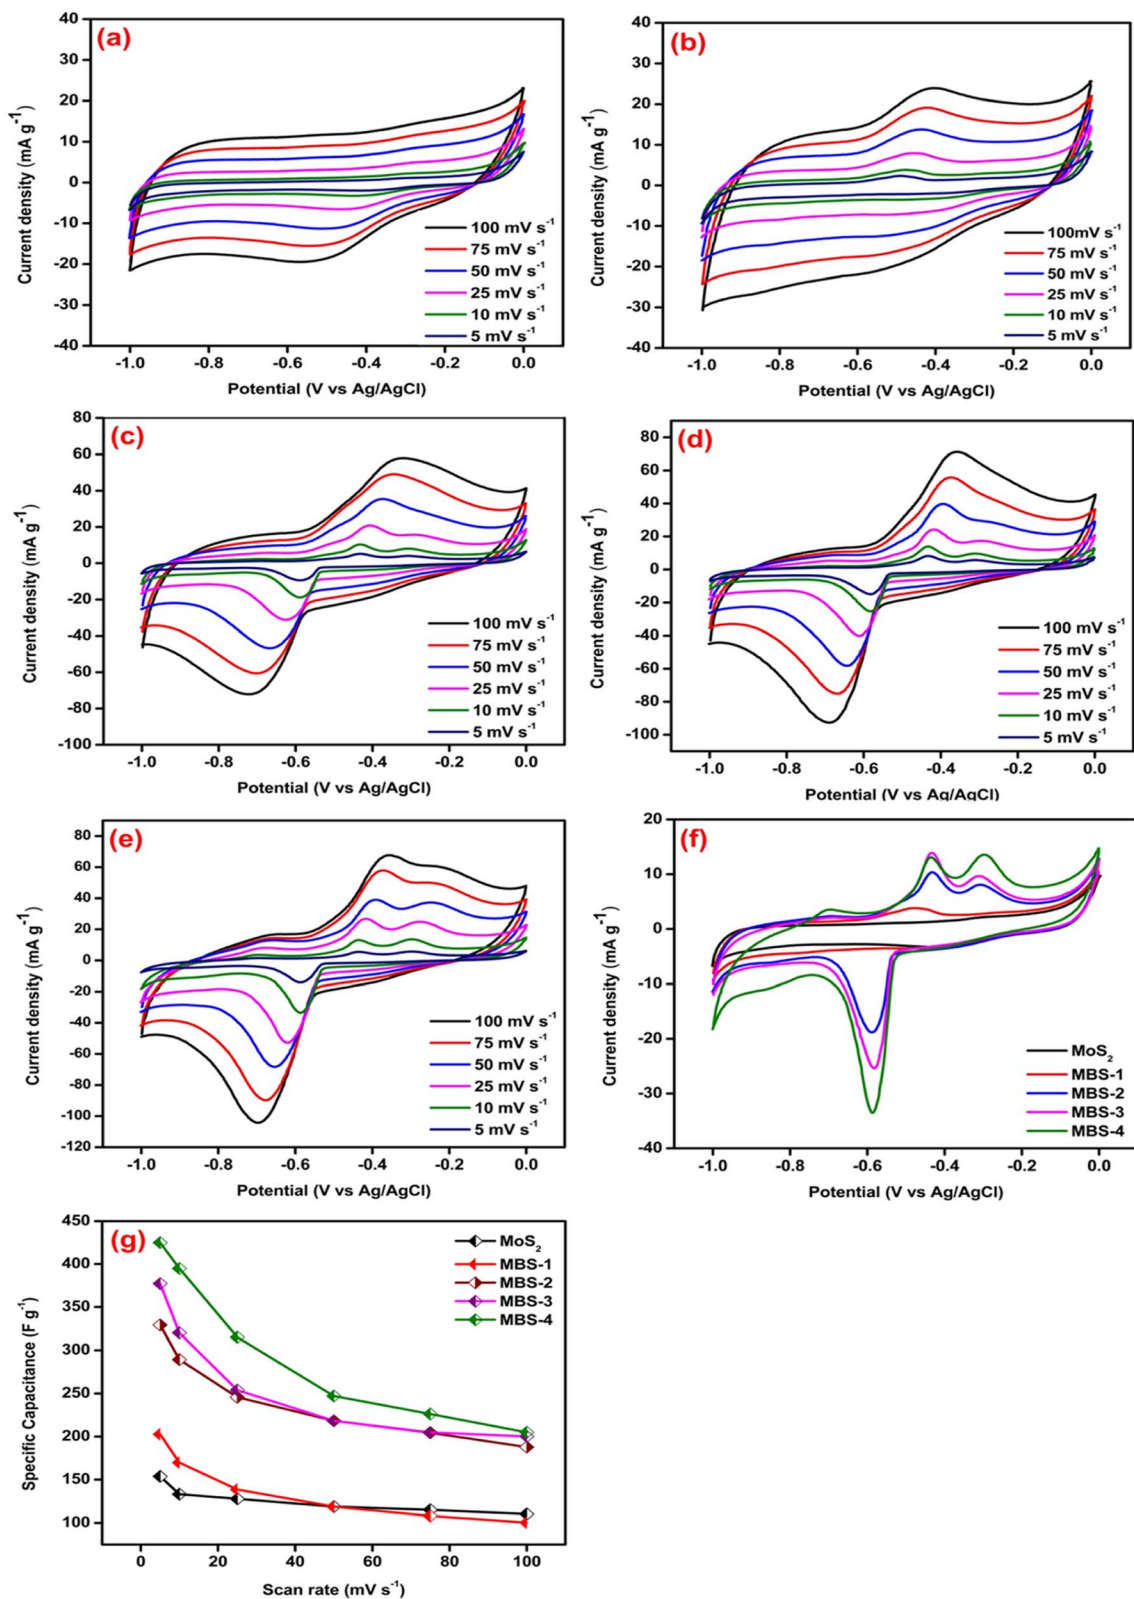 (a)
Current density (mA g-1)
40
30
20
10
0
-10
-20
-30
-40
100 mV s-1
75 mV s-1
50 mV s-1
25 mV s-1
10 mV s-1
5 mV s-1
-1.0 -0.8 -0.6 -0.4 -0.2 0.0
Potential (V vs Ag/AgCl)
(b)
Current density (mA g-1)
40
30
20
10
0
-10
-20
-30
-40
100mV s-1
75 mV s-1
50 mV s-1
25 mV s-1
10 mV s-1
5 mV s-1
-1.0 -0.8 -0.6 -0.4 -0.2 0.0
Potential (V vs Ag/AgCl)
(c)
Current density (mA g-1)
80
60
40
20
0
-20
-40
-60
-80
-100
100 mV s-1
75 mV s-1
50 mV s-1
25 mV s-1
10 mV s-1
5 mV s-1
-1.0 -0.8 -0.6 -0.4 -0.2 0.0
Potential (V vs Ag/AgCl)
(d)
Current density (mA g-1)
80
60
40
20
0
-20
-40
-60
-80
-100
100 mV s-1
75 mV s-1
50 mV s-1
25 mV s-1
10 mV s-1
5 mV s-1
-1.0 -0.8 -0.6 -0.4 -0.2 0.0
Potential (V vs Ag/AgCl)
(e)
Current density (mA g-1)
80
60
40
20
0
-20
-40
-60
-80
-100
-120
100 mV s-1
75 mV s-1
50 mV s-1
25 mV s-1
10 mV s-1
5 mV s-1
-1.0 -0.8 -0.6 -0.4 -0.2 0.0
Potential (V vs Ag/AgCl)
(f)
Current density (mA g-1)
20
10
0
-10
-20
-30
-40
MoS2
MBS-1
MBS-2
MBS-3
MBS-4
-1.0 -0.8 -0.6 -0.4 -0.2 0.0
Potential (V vs Ag/AgCl)
(g)
Specific Capacitance (F g-1)
450
400
350
300
250
200
150
100
MoS2
MBS-1
MBS-2
MBS-3
MBS-4
0 20 40 60 80 100
Scan rate (mV s-1)